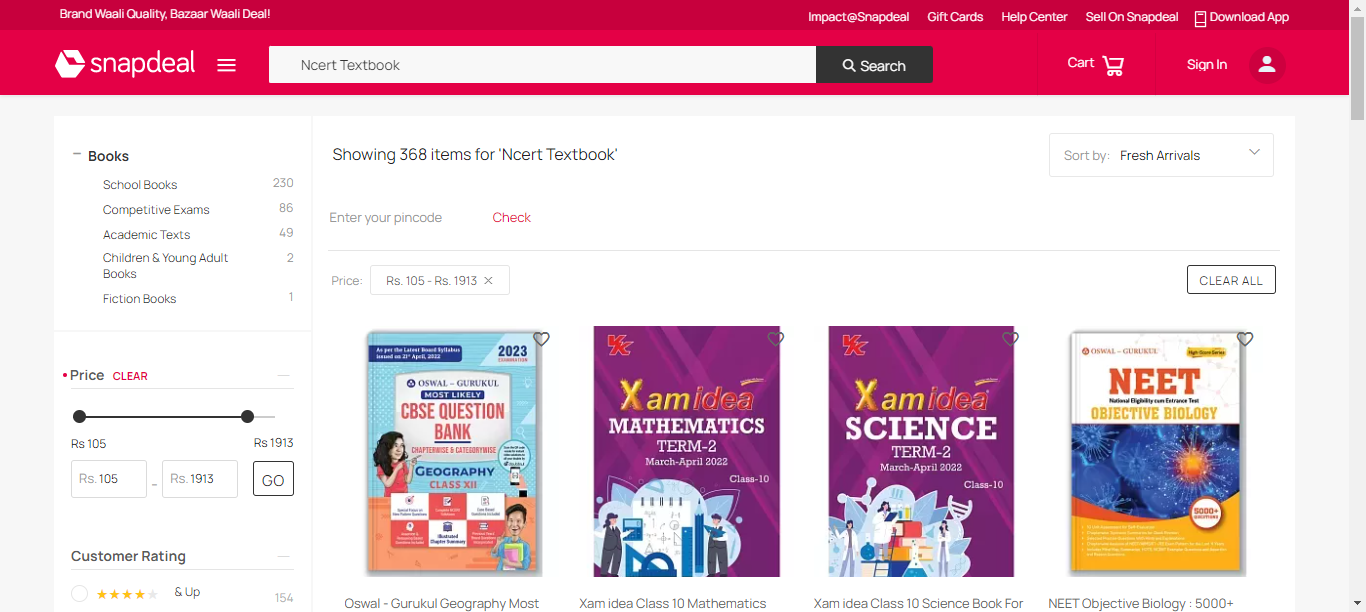 Brand Waali Quality, Bazaar Waali Deal!
Impact@Snapdeal
Gift Cards
Help Center
Sell On Snapdeal
Download App
snapdeal
Ncert Textbook
Search
Cart
Sign In
Books
School Books 230
Competitive Exams 86
Academic Texts 49
Children & Young Adult
Books 2
Fiction Books 1
Price CLEAR
Rs 105 Rs 1913
Rs. 105 - Rs. 1913 GO
Customer Rating
& Up 154
Showing 368 items for 'Ncert Textbook'
Sort by: Fresh Arrivals
Enter your pincode Check
Price: Rs. 105 - Rs. 1913
CLEAR ALL
As per the Latest Board Syllabus
issued on 21st April, 2022
2023
EXAMINATION
OSWAL - GURUKUL
MOST LIKELY
CBSE QUESTION
BANK
CHAPTERWISE & CATEGORYWISE
GEOGRAPHY
CLASS XII
Illustrated
Chapter Summary
VK
Xam idea
MATHEMATICS
TERM-2
March-April 2022
Class-10
VK
Xam idea
SCIENCE
TERM-2
March-April 2022
Class-10
OSWAL - GURUKUL
NEET
National Eligibility cum Entrance Test
OBJECTIVE BIOLOGY
5000+
QUESTIONS
Oswal - Gurukul Geography Most
Xam idea Class 10 Mathematics
Xam idea Class 10 Science Book For
NEET Objective Biology : 5000+